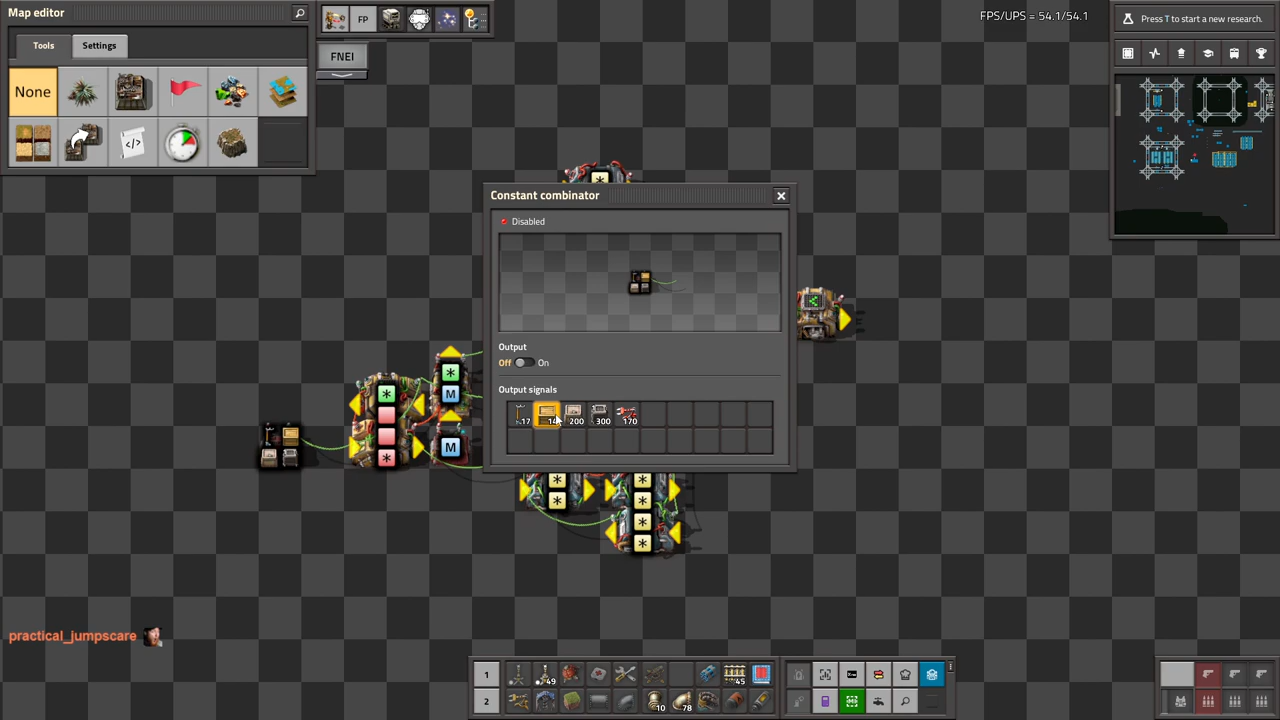 Map editor
FP
FPS/UPS = 54.1/54.1
Press T to start a new research.
Tools
Settings
FNEI
None
</>
Constant combinator
Disabled
Output
Off
On
Output signals
17
14
200
300
170
M
M
practical_jumpscare
1
49
45
2
10
78